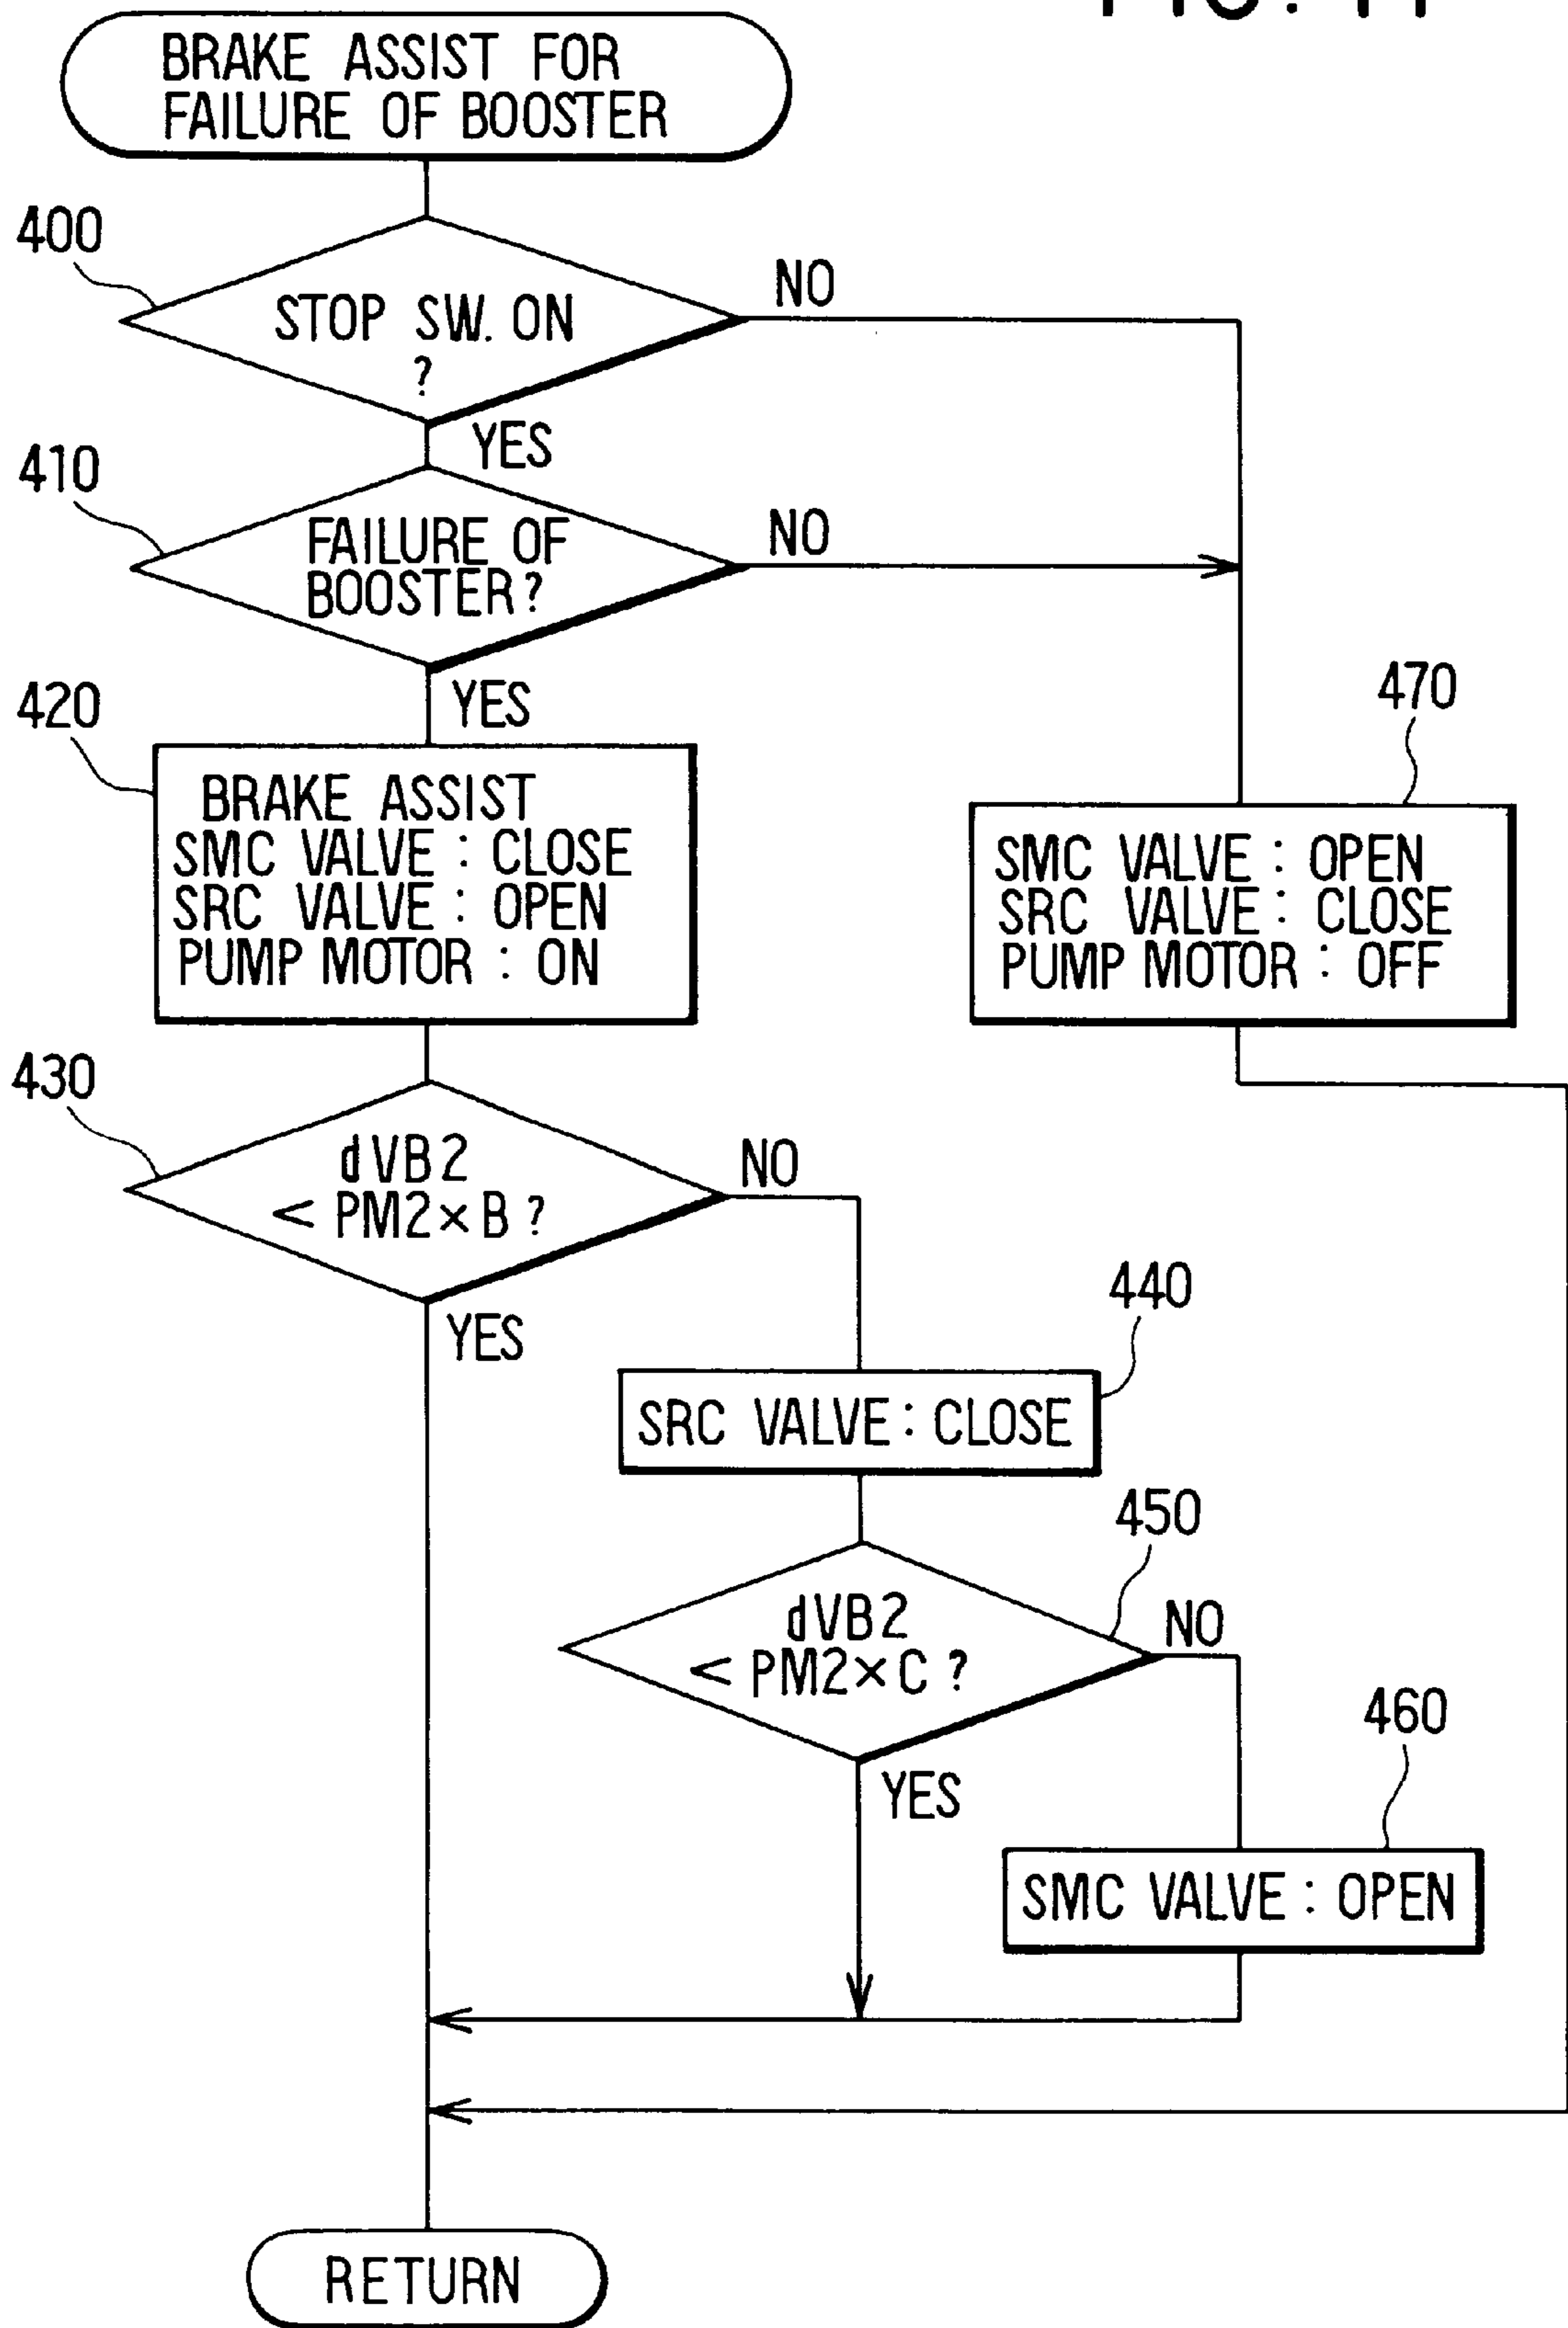 BRAKE ASSIST FOR
FAILURE OF BOOSTER
400
STOP SW. ON
?
NO
YES
410
FAILURE OF
BOOSTER?
NO
YES
420
BRAKE ASSIST
SMC VALVE : CLOSE
SRC VALVE : OPEN
PUMP MOTOR : ON
470
SMC VALVE : OPEN
SRC VALVE : CLOSE
PUMP MOTOR : OFF
430
dVB2
< PM2×B ?
NO
YES
440
SRC VALVE : CLOSE
450
dVB2
< PM2×C ?
NO
YES
460
SMC VALVE : OPEN
RETURN